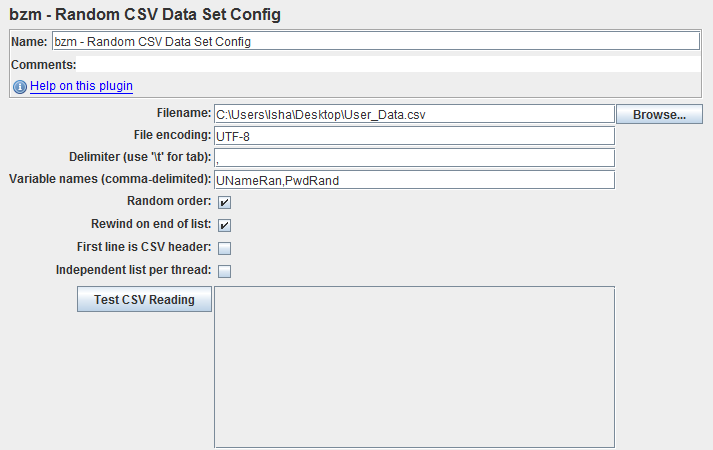 bzm - Random CSV Data Set Config
Name: bzm - Random CSV Data Set Config
Comments:
Help on this plugin
Filename: C:\Users\Isha\Desktop\User_Data.csv Browse...
File encoding: UTF-8
Delimiter (use '\t' for tab): ,
Variable names (comma-delimited): UNameRan,PwdRand
Random order:
Rewind on end of list:
First line is CSV header:
Independent list per thread:
Test CSV Reading